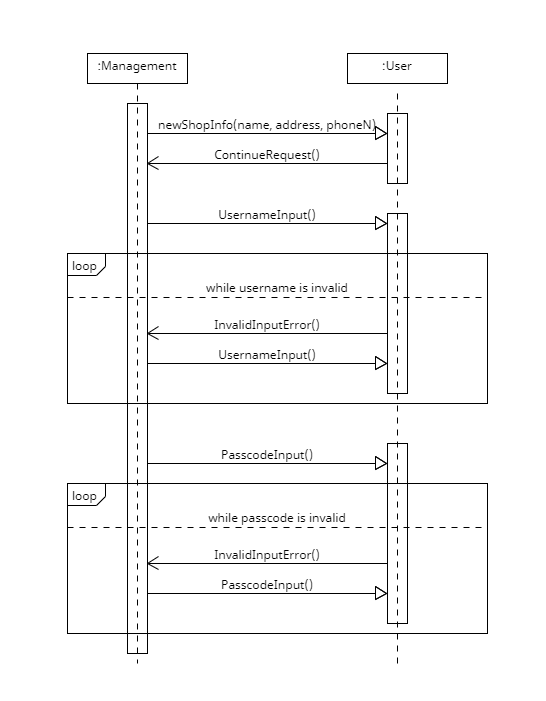 :Management
:User
newShopInfo(name, address, phoneN)
ContinueRequest()
UsernameInput()
loop
while username is invalid
InvalidInputError()
UsernameInput()
PasscodeInput()
loop
while passcode is invalid
InvalidInputError()
PasscodeInput()